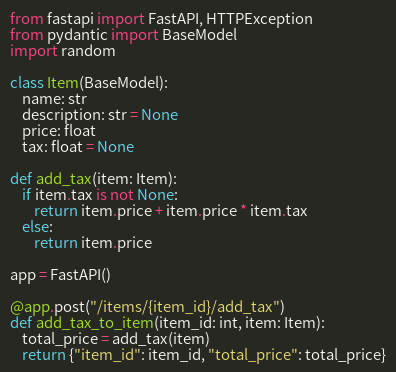 from fastapi import FastAPI, HTTPException
from pydantic import BaseModel
import random

class Item(BaseModel):
    name: str
    description: str = None
    price: float
    tax: float = None

def add_tax(item: Item):
    if item.tax is not None:
        return item.price + item.price * item.tax
    else:
        return item.price

app = FastAPI()

@app.post("/items/{item_id}/add_tax")
def add_tax_to_item(item_id: int, item: Item):
    total_price = add_tax(item)
    return {"item_id": item_id, "total_price": total_price}